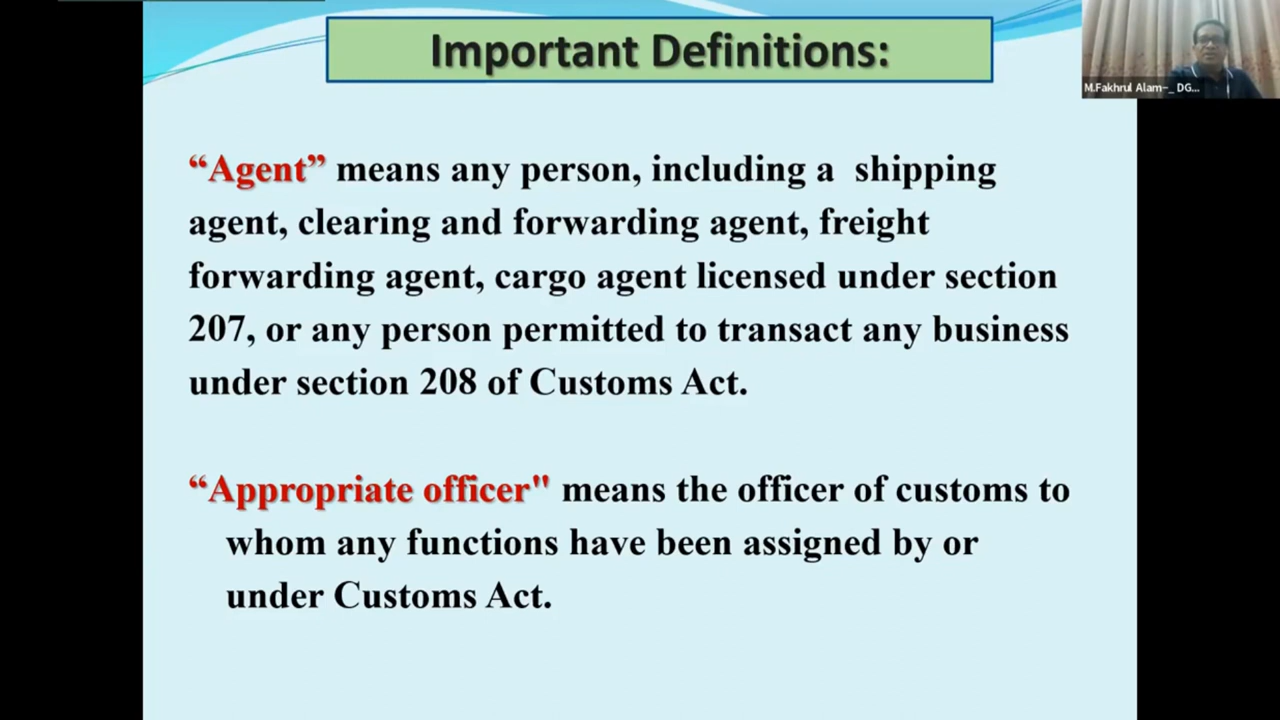 Important Definitions:
M.Fakhrul Alam-_ DG...
“Agent” means any person, including a shipping
agent, clearing and forwarding agent, freight
forwarding agent, cargo agent licensed under section
207, or any person permitted to transact any business
under section 208 of Customs Act.
“Appropriate officer" means the officer of customs to
whom any functions have been assigned by or
under Customs Act.